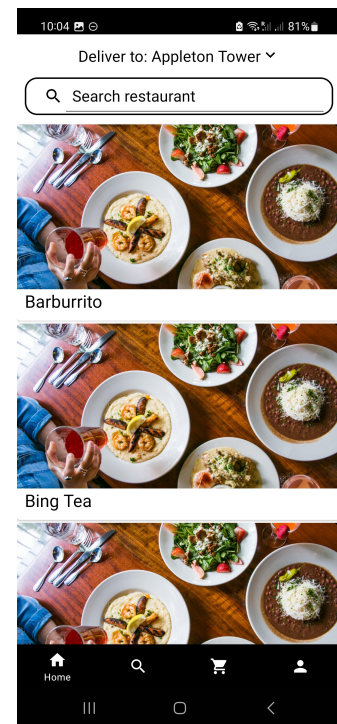 10:04 81%
Deliver to: Appleton Tower
Search restaurant
Barburrito
Bing Tea
Home